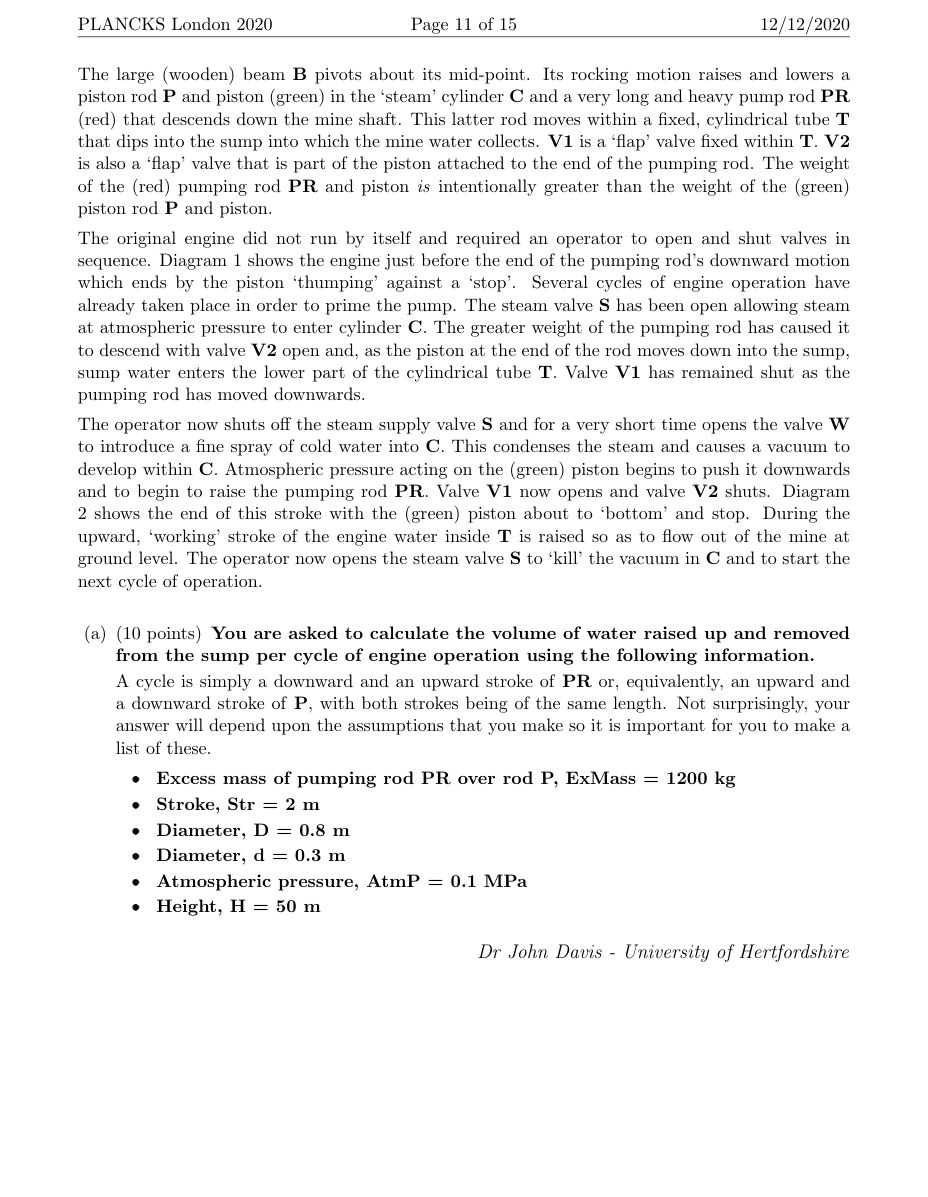 PLANCKS London 2020 Page 11 of 15 12/12/2020
The large (wooden) beam B pivots about its mid-point. Its rocking motion raises and lowers a
piston rod P and piston (green) in the ‘steam’ cylinder C and a very long and heavy pump rod PR
(red) that descends down the mine shaft. This latter rod moves within a fixed, cylindrical tube T
that dips into the sump into which the mine water collects. V1 is a ‘flap’ valve fixed within T. V2
is also a ‘flap’ valve that is part of the piston attached to the end of the pumping rod. The weight
of the (red) pumping rod PR and piston is intentionally greater than the weight of the (green)
piston rod P and piston.
The original engine did not run by itself and required an operator to open and shut valves in
sequence. Diagram 1 shows the engine just before the end of the pumping rod’s downward motion
which ends by the piston ‘thumping’ against a ‘stop’. Several cycles of engine operation have
already taken place in order to prime the pump. The steam valve S has been open allowing steam
at atmospheric pressure to enter cylinder C. The greater weight of the pumping rod has caused it
to descend with valve V2 open and, as the piston at the end of the rod moves down into the sump,
sump water enters the lower part of the cylindrical tube T. Valve V1 has remained shut as the
pumping rod has moved downwards.
The operator now shuts off the steam supply valve S and for a very short time opens the valve W
to introduce a fine spray of cold water into C. This condenses the steam and causes a vacuum to
develop within C. Atmospheric pressure acting on the (green) piston begins to push it downwards
and to begin to raise the pumping rod PR. Valve V1 now opens and valve V2 shuts. Diagram
2 shows the end of this stroke with the (green) piston about to ‘bottom’ and stop. During the
upward, ‘working’ stroke of the engine water inside T is raised so as to flow out of the mine at
ground level. The operator now opens the steam valve S to ‘kill’ the vacuum in C and to start the
next cycle of operation.
(a) (10 points) You are asked to calculate the volume of water raised up and removed
from the sump per cycle of engine operation using the following information.
A cycle is simply a downward and an upward stroke of PR or, equivalently, an upward and
a downward stroke of P, with both strokes being of the same length. Not surprisingly, your
answer will depend upon the assumptions that you make so it is important for you to make a
list of these.
• Excess mass of pumping rod PR over rod P, ExMass = 1200 kg
• Stroke, Str = 2 m
• Diameter, D = 0.8 m
• Diameter, d = 0.3 m
• Atmospheric pressure, AtmP = 0.1 MPa
• Height, H = 50 m
Dr John Davis - University of Hertfordshire